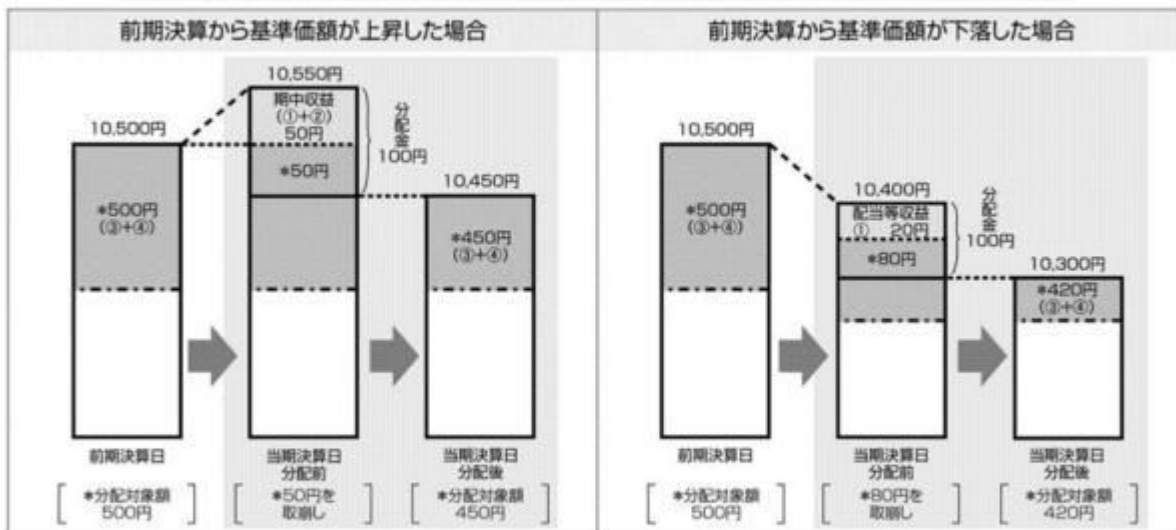 前期決算から基準価額が上昇した場合
10,500円
*500円
(③+④)
前期決算日
*分配対象額
500円
10,550円
期中収益
(①+②)
50円
*50円
分配金
100円
当期決算日
分配前
*50円を
取崩し
10,450円
*450円
(③+④)
当期決算日
分配後
*分配対象額
450円
前期決算から基準価額が下落した場合
10,500円
*500円
(③+④)
前期決算日
*分配対象額
500円
10,400円
配当等収益
① 20円
*80円
分配金
100円
当期決算日
分配前
*80円を
取崩し
10,300円
*420円
(③+④)
当期決算日
分配後
*分配対象額
420円